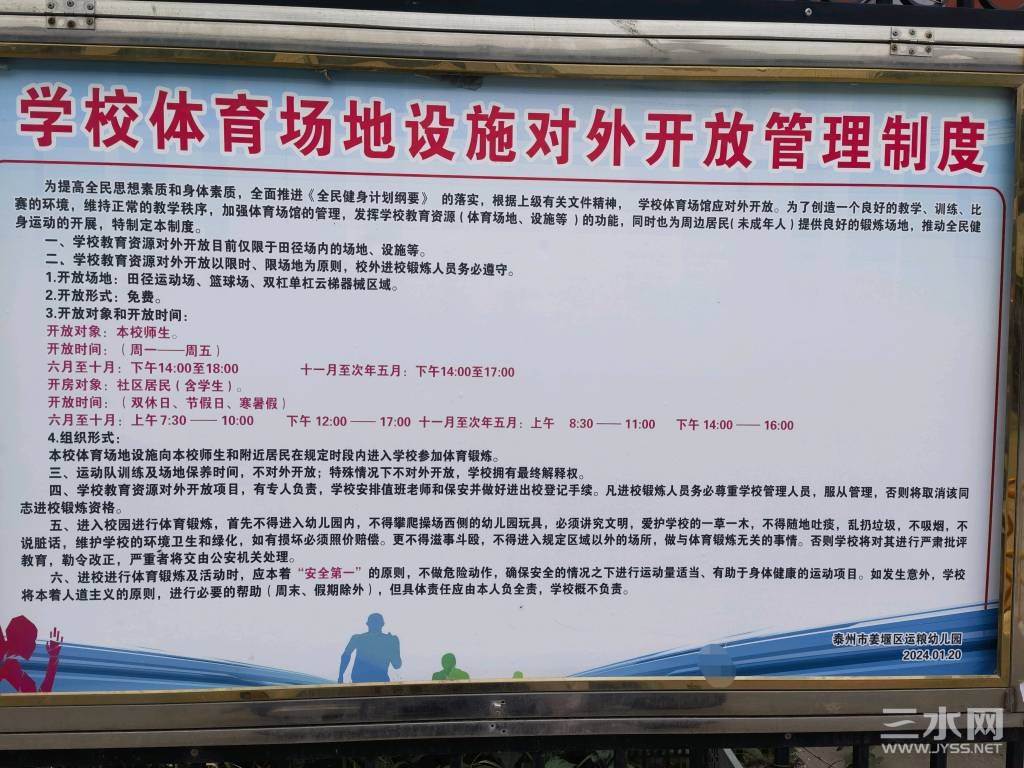 学校体育场地设施对外开放管理制度
为提高全民思想素质和身体素质，全面推进《全民健身计划纲要》 的落实，根据上级有关文件精神， 学校体育场馆应对外开放。为了创造一个良好的教学、训练、比
赛的环境，维持正常的教学秩序，加强体育场馆的管理，发挥学校教育资源（体育场地、设施等 ）的功能，同时也为周边居民（未成年人）提供良好的锻炼场地，推动全民健
身运动的开展，特制定本制度。
一、学校教育资源对外开放目前仅限于田径场内的场地、设施等。
二、学校教育资源对外开放以限时、限场地为原则，校外进校锻炼人员务必遵守。
1.开放场地：田径运动场、篮球场、双杠单杠云梯器械区域。
2.开放形式：免费。
3.开放对象和开放时间：
开放对象：本校师生。
开放时间：（周一——周五）
六月至十月：下午14:00至18:00 十一月至次年五月：下午14:00至17:00
开房对象：社区居民（含学生）。
开放时间：（双休日、节假日、寒暑假）
六月至十月：上午7:30 —— 10:00 下午 12:00 —— 17:00 十一月至次年五月：上午 8:30 —— 11:00 下午 14:00 —— 16:00
4.组织形式：
本校体育场地设施向本校师生和附近居民在规定时段内进入学校参加体育锻炼。
三、运动队训练及场地保养时间，不对外开放；特殊情况下不对外开放，学校拥有最终解释权。
四、学校教育资源对外开放项目，有专人负责，学校安排值班老师和保安并做好进出校登记手续。凡进校锻炼人员务必尊重学校管理人员，服从管理，否则将取消该同
志进校锻炼资格。
五、进入校园进行体育锻炼，首先不得进入幼儿园内，不得攀爬操场西侧的幼儿园玩具，必须讲究文明，爱护学校的一草一木，不得随地吐痰，乱扔垃圾，不吸烟，不
说脏话，维护学校的环境卫生和绿化，如有损坏必须照价赔偿。更不得滋事斗殴，不得进入规定区域以外的场所，做与体育锻炼无关的事情。否则学校将对其进行严肃批评
教育，勒令改正，严重者将交由公安机关处理。
六、进校进行体育锻炼及活动时，应本着“安全第一”的原则，不做危险动作，确保安全的情况之下进行运动量适当、有助于身体健康的运动项目。如发生意外，学校
将本着人道主义的原则，进行必要的帮助（周末、假期除外），但具体责任应由本人负全责，学校概不负责。
泰州市姜堰区运粮幼儿园
2024.01.20
三水网
WWW.JYSS.NET